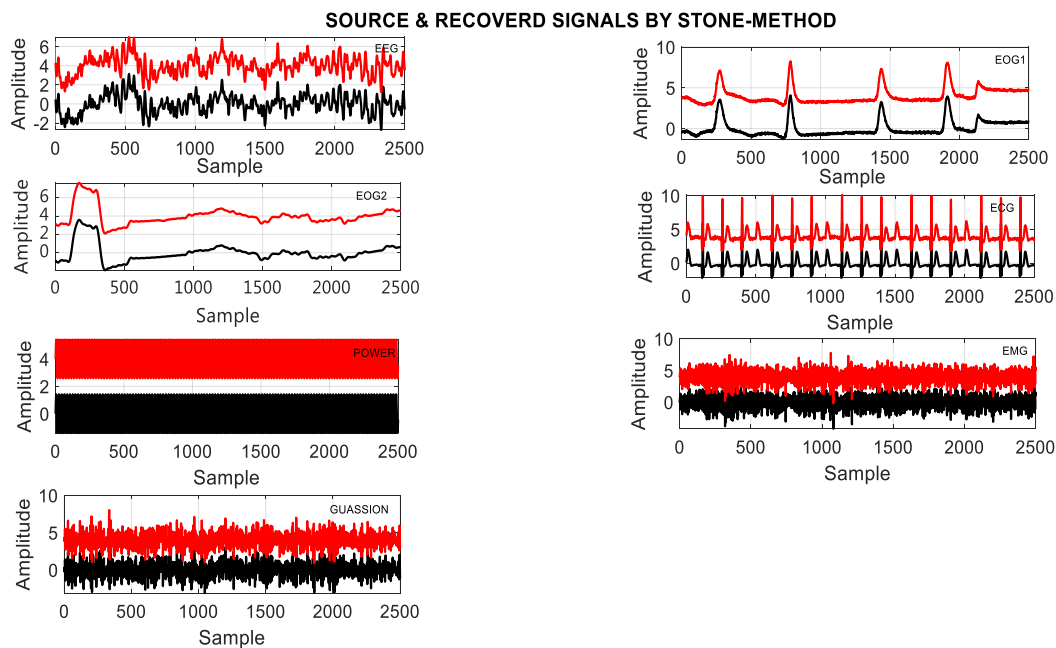 SOURCE & RECOVERD SIGNALS BY STONE-METHOD
EEG
Amplitude
6
4
2
0
-2
0 500 1000 1500 2000 2500
Sample
EOG1
Amplitude
10
5
0
0 500 1000 1500 2000 2500
Sample
EOG2
Amplitude
6
4
2
0
0 500 1000 1500 2000 2500
Sample
ECG
Amplitude
10
5
0
0 500 1000 1500 2000 2500
Sample
POWER
Amplitude
4
2
0
0 500 1000 1500 2000 2500
Sample
EMG
Amplitude
10
5
0
0 500 1000 1500 2000 2500
Sample
GUASSION
Amplitude
10
5
0
0 500 1000 1500 2000 2500
Sample